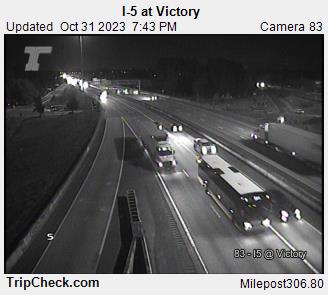 I-5 at Victory
Updated Oct 31 2023 7:43 PM Camera 83
T
S
83 - I5 @ Victory
TripCheck.com Milepost306.80